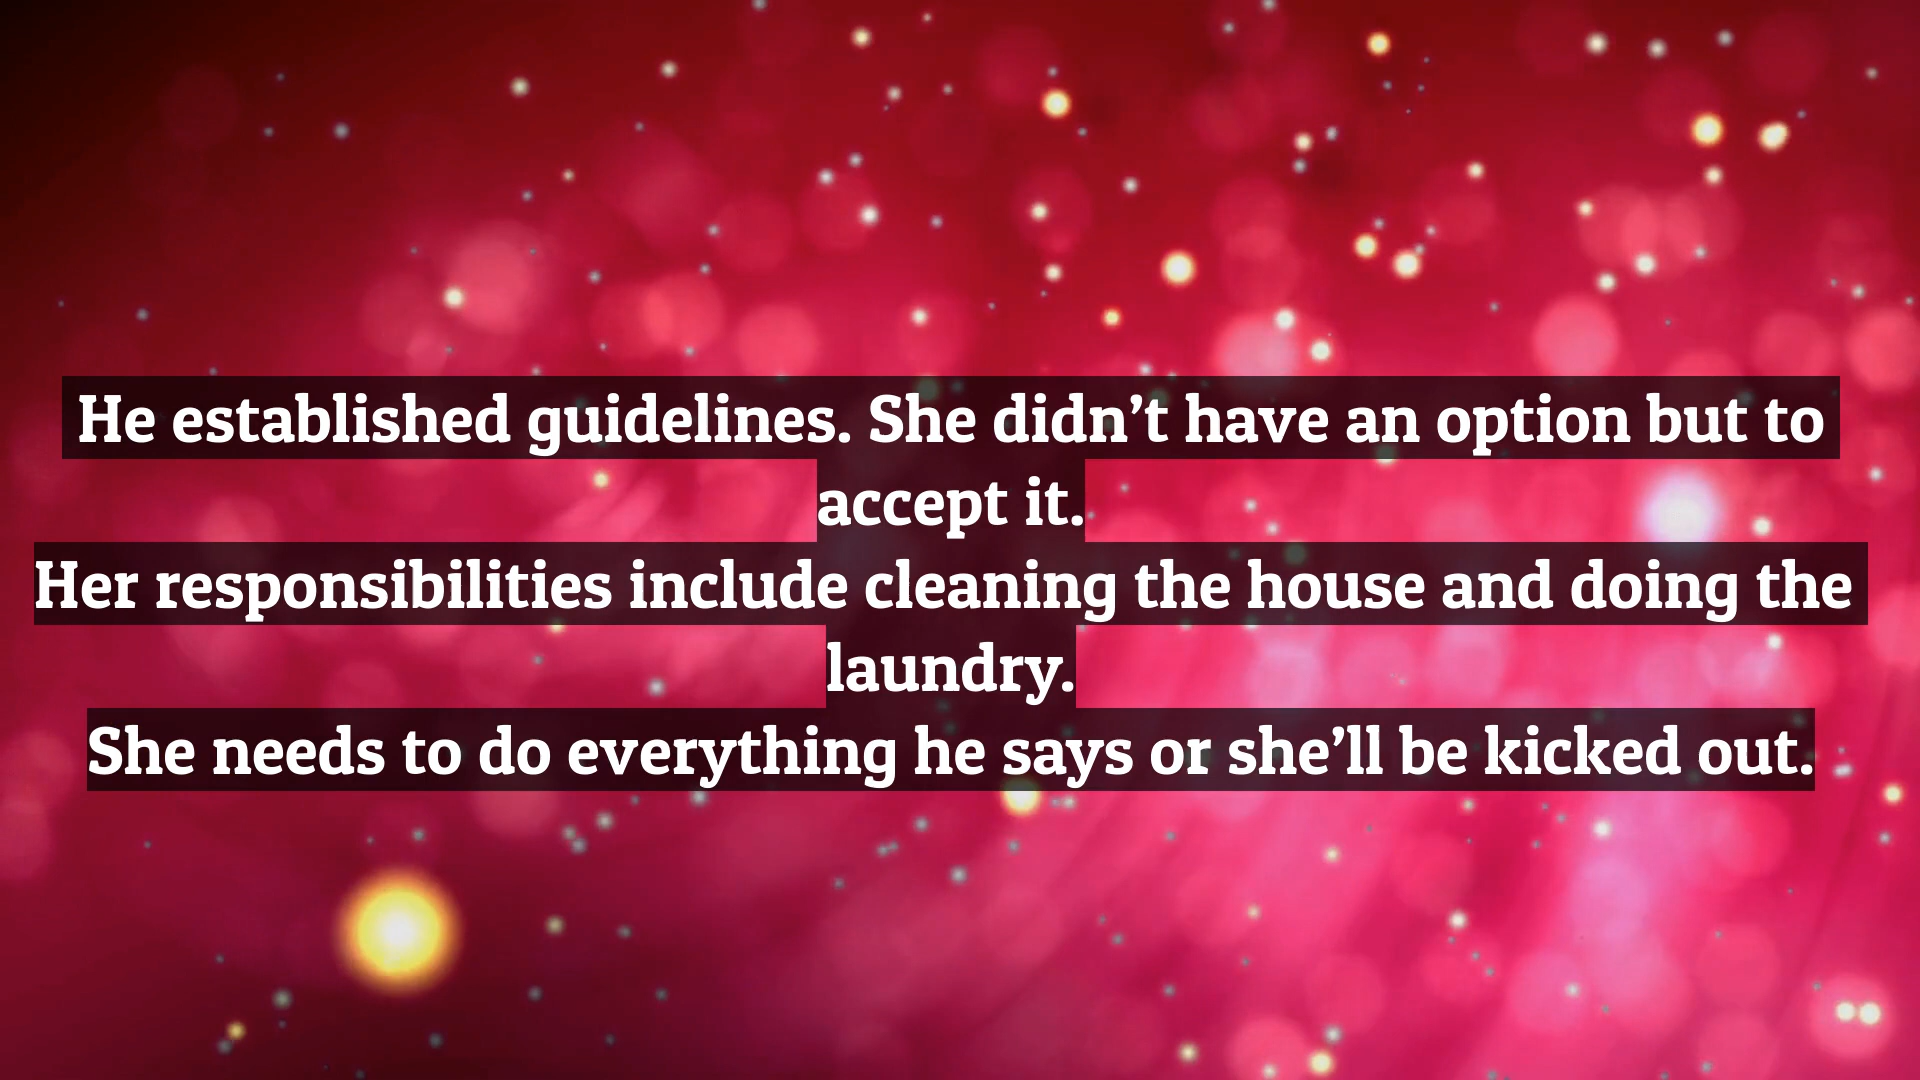 He established guidelines. She didn’t have an option but to
accept it.
Her responsibilities include cleaning the house and doing the
laundry.
She needs to do everything he says or she’ll be kicked out.